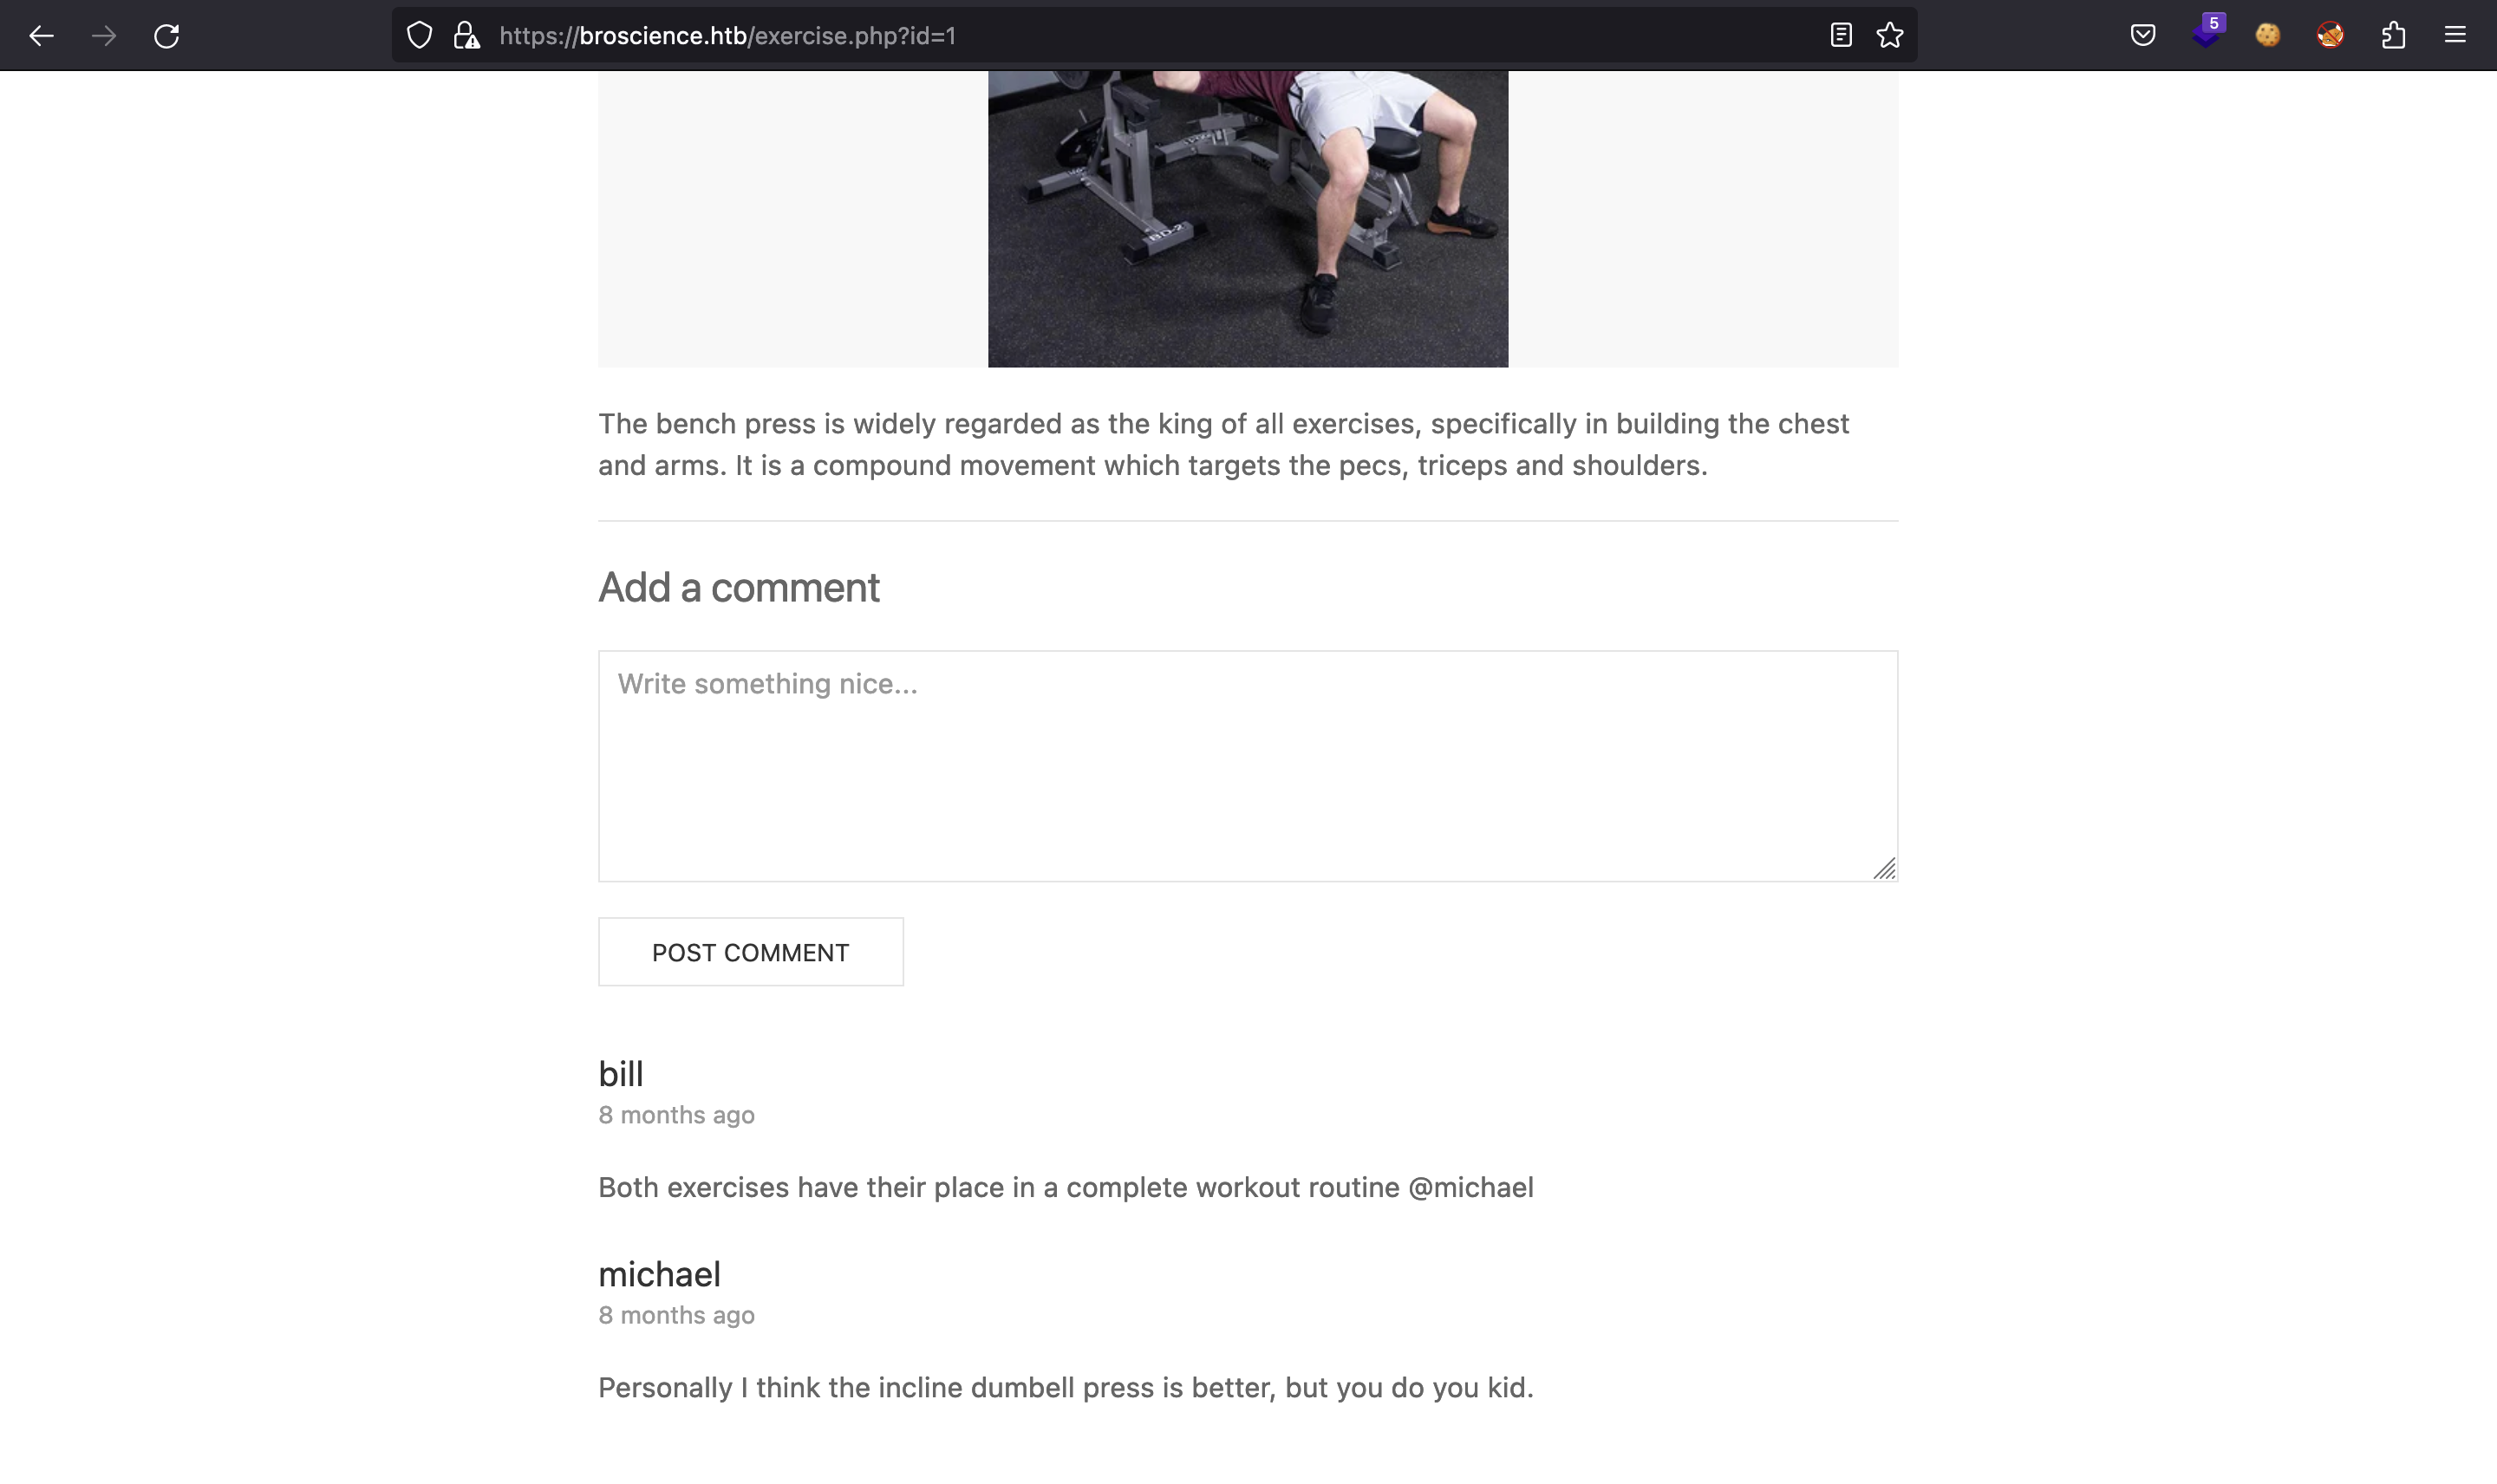 https://broscience.htb/exercise.php?id=1
5
BD-2
The bench press is widely regarded as the king of all exercises, specifically in building the chest
and arms. It is a compound movement which targets the pecs, triceps and shoulders.
Add a comment
Write something nice...
POST COMMENT
bill
8 months ago
Both exercises have their place in a complete workout routine @michael
michael
8 months ago
Personally I think the incline dumbell press is better, but you do you kid.